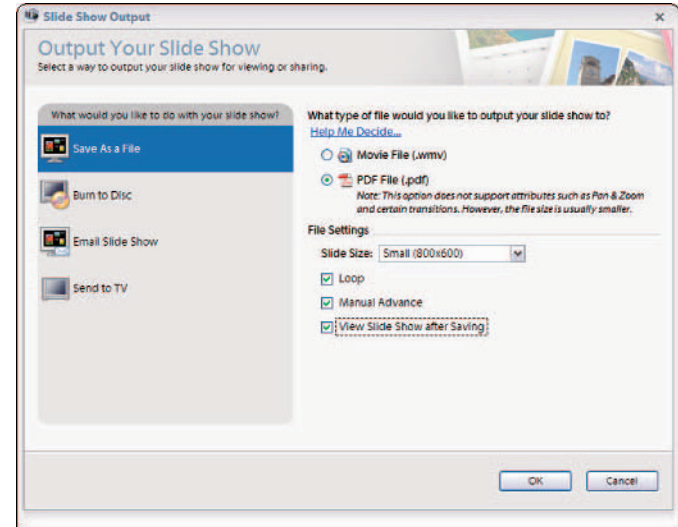 Slide Show Output
Output Your Slide Show
Select a way to output your slide show for viewing or sharing.
What would you like to do with your slide show?
Save As a File
Burn to Disc
Email Slide Show
Send to TV
What type of file would you like to output your slide show to?
Help Me Decide...
Movie File (.wmv)
PDF File (.pdf)
Note: This option does not support attributes such as Pan & Zoom
and certain transitions. However, the file size is usually smaller.
File Settings
Slide Size: Small (800x600)
Loop
Manual Advance
View Slide Show after Saving
OK Cancel